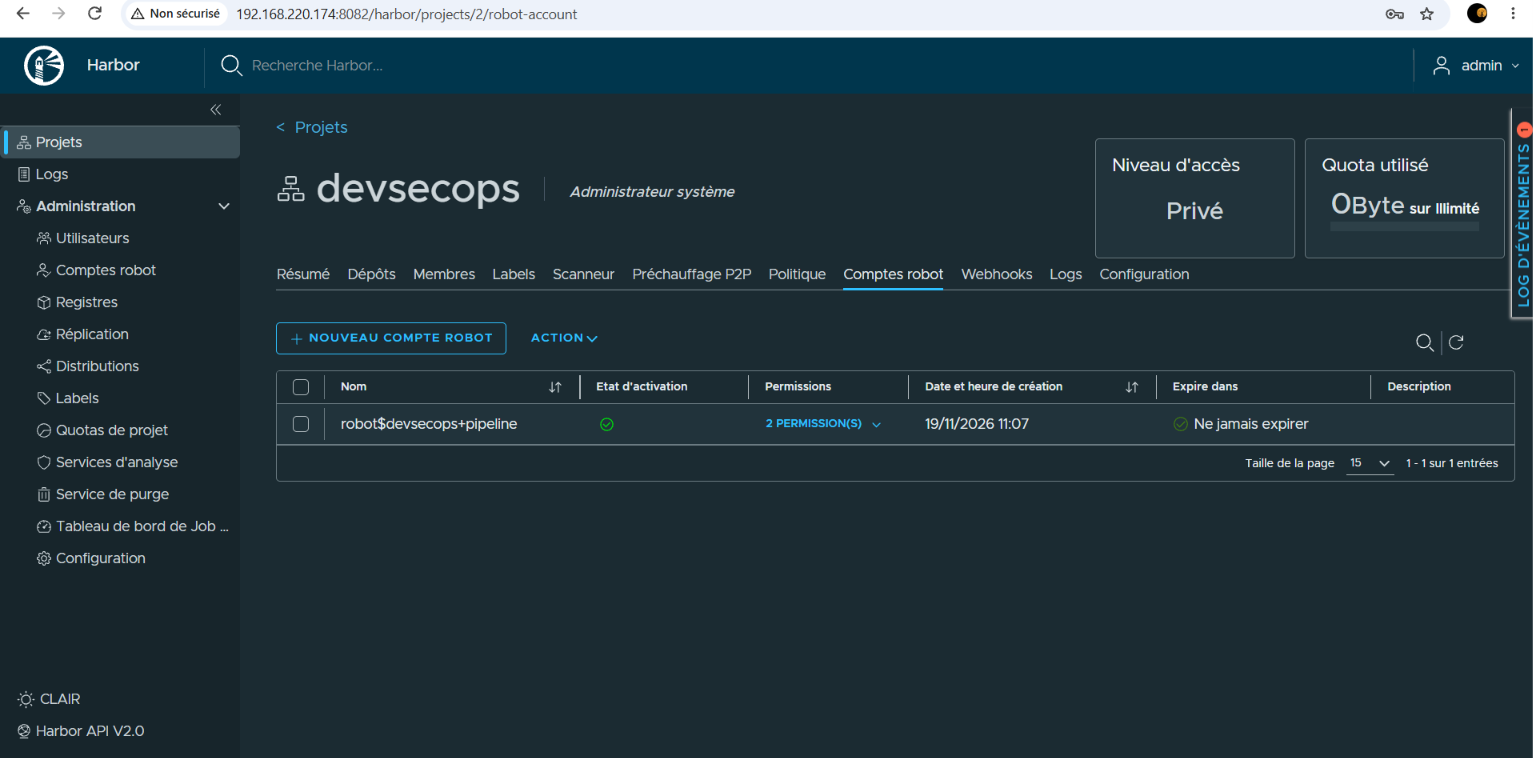 Non sécurisé 192.168.220.174:8082/harbor/projects/2/robot-account
Harbor Recherche Harbor... admin
Projets
Logs
Administration
Utilisateurs
Comptes robot
Registres
Réplication
Distributions
Labels
Quotas de projet
Services d'analyse
Service de purge
Tableau de bord de Job ...
Configuration
CLAIR
Harbor API V2.0
< Projets
devsecops Administrateur système
Niveau d'accès
Privé
Quota utilisé
0Byte sur Illimité
Résumé Dépôts Membres Labels Scanneur Préchauffage P2P Politique Comptes robot Webhooks Logs Configuration
+ NOUVEAU COMPTE ROBOT ACTION
Nom Etat d'activation Permissions Date et heure de création Expire dans Description
robot$devsecops+pipeline 2 PERMISSION(S) 19/11/2026 11:07 Ne jamais expirer
Taille de la page 15 1 - 1 sur 1 entrées
LOG D'ÉVÈNEMENTS 1